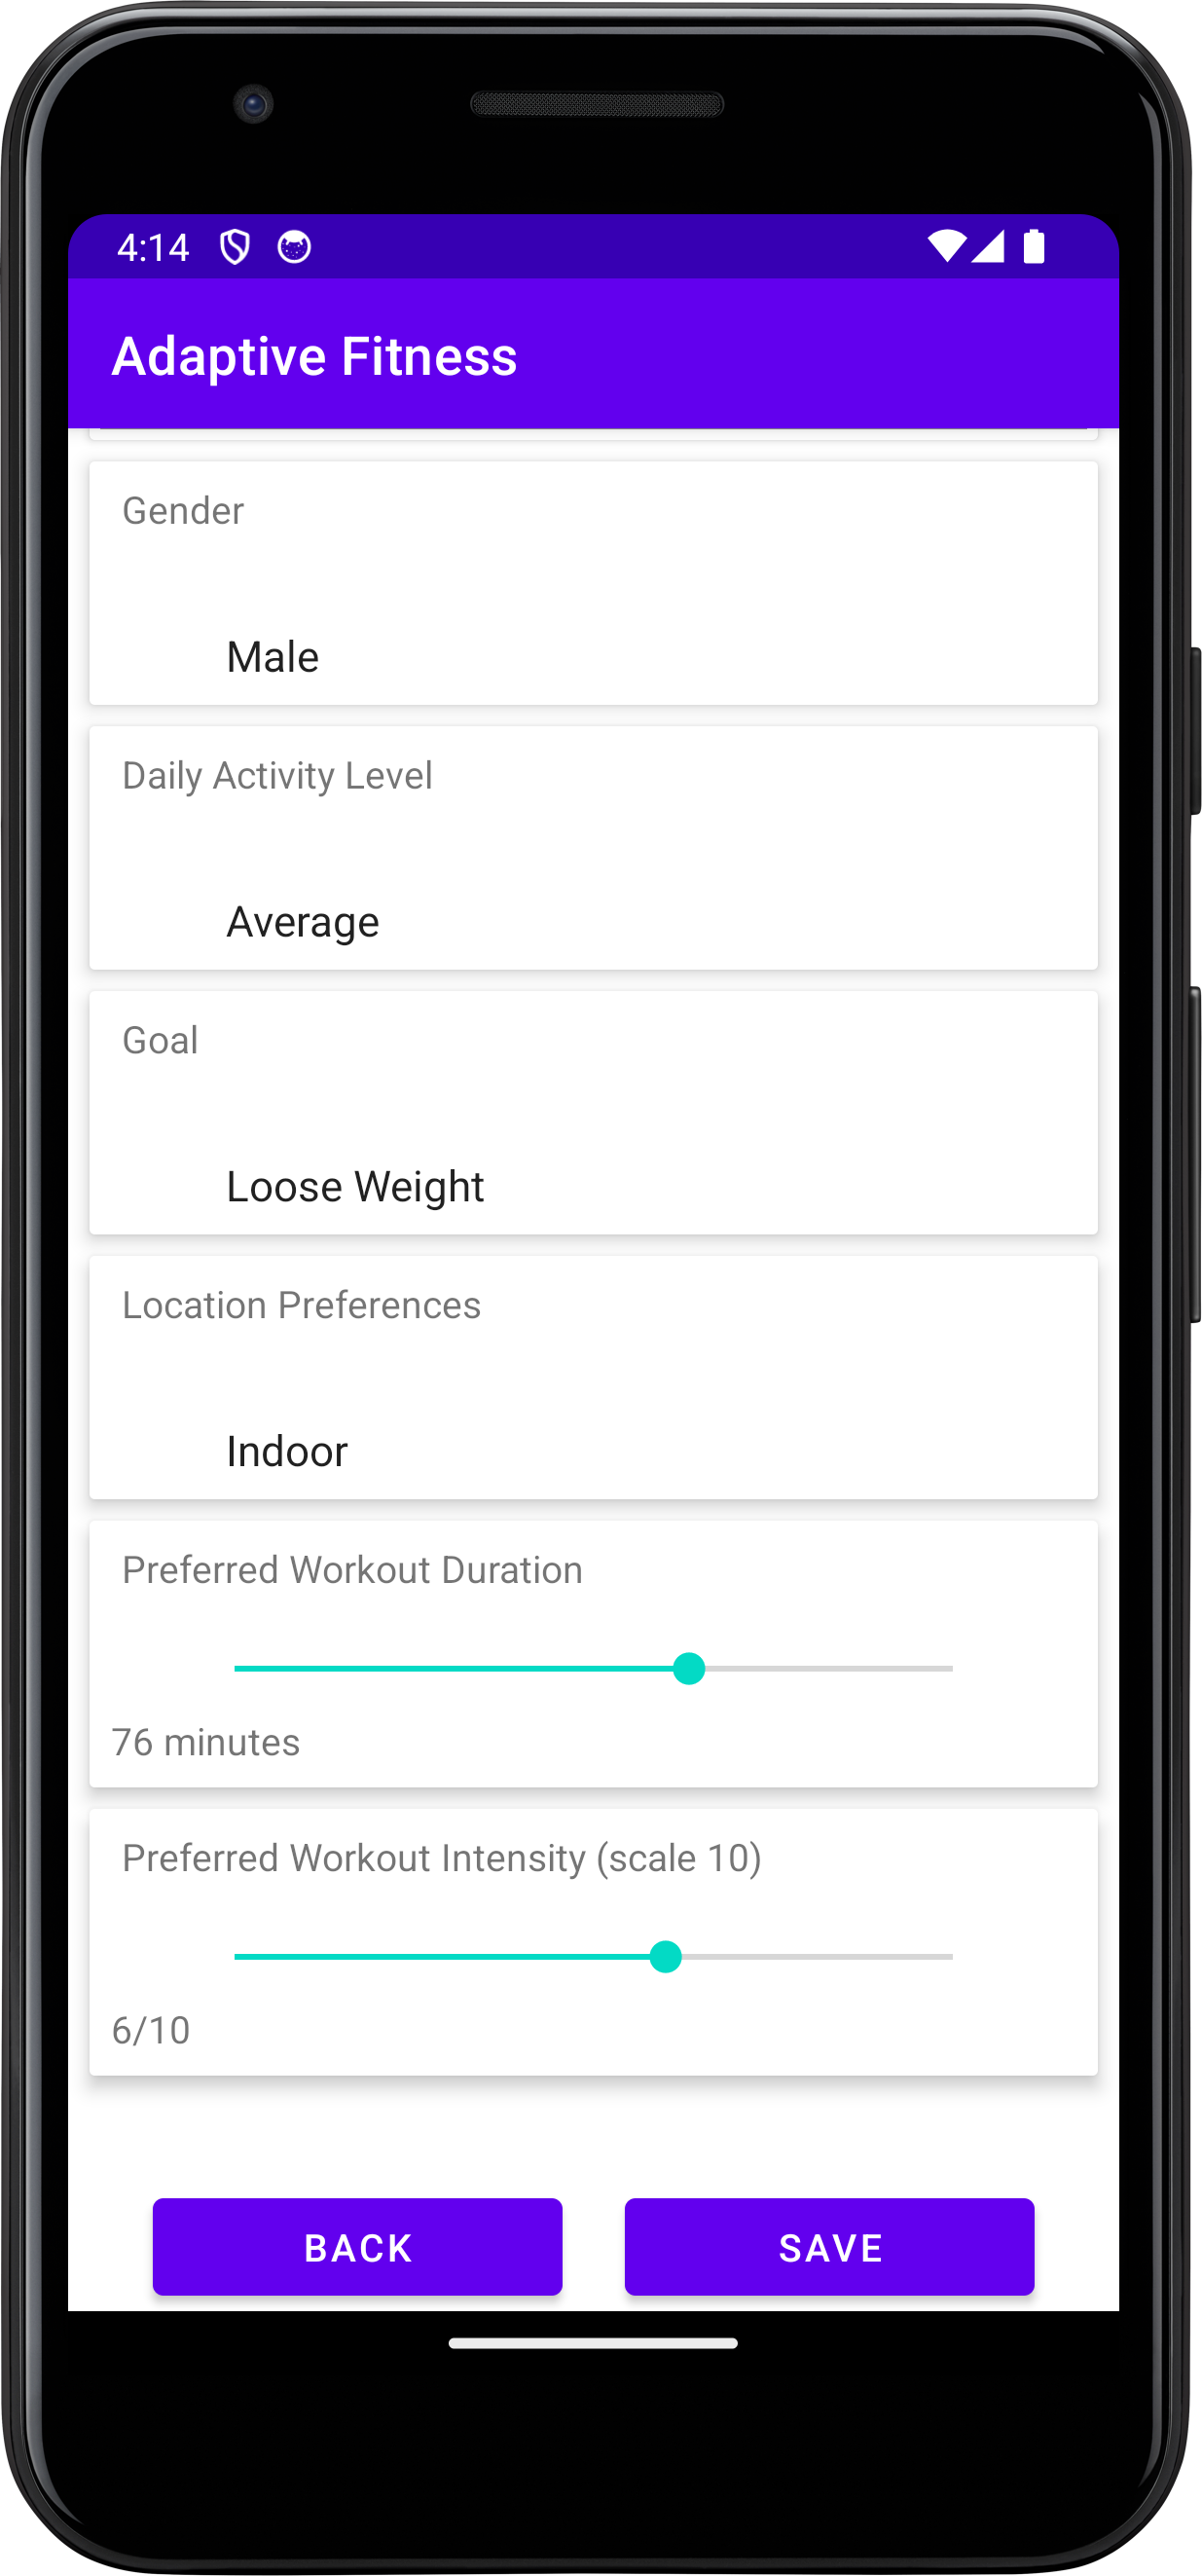 4:14
Adaptive Fitness
Gender
Male
Daily Activity Level
Average
Goal
Loose Weight
Location Preferences
Indoor
Preferred Workout Duration
76 minutes
Preferred Workout Intensity (scale 10)
6/10
BACK SAVE